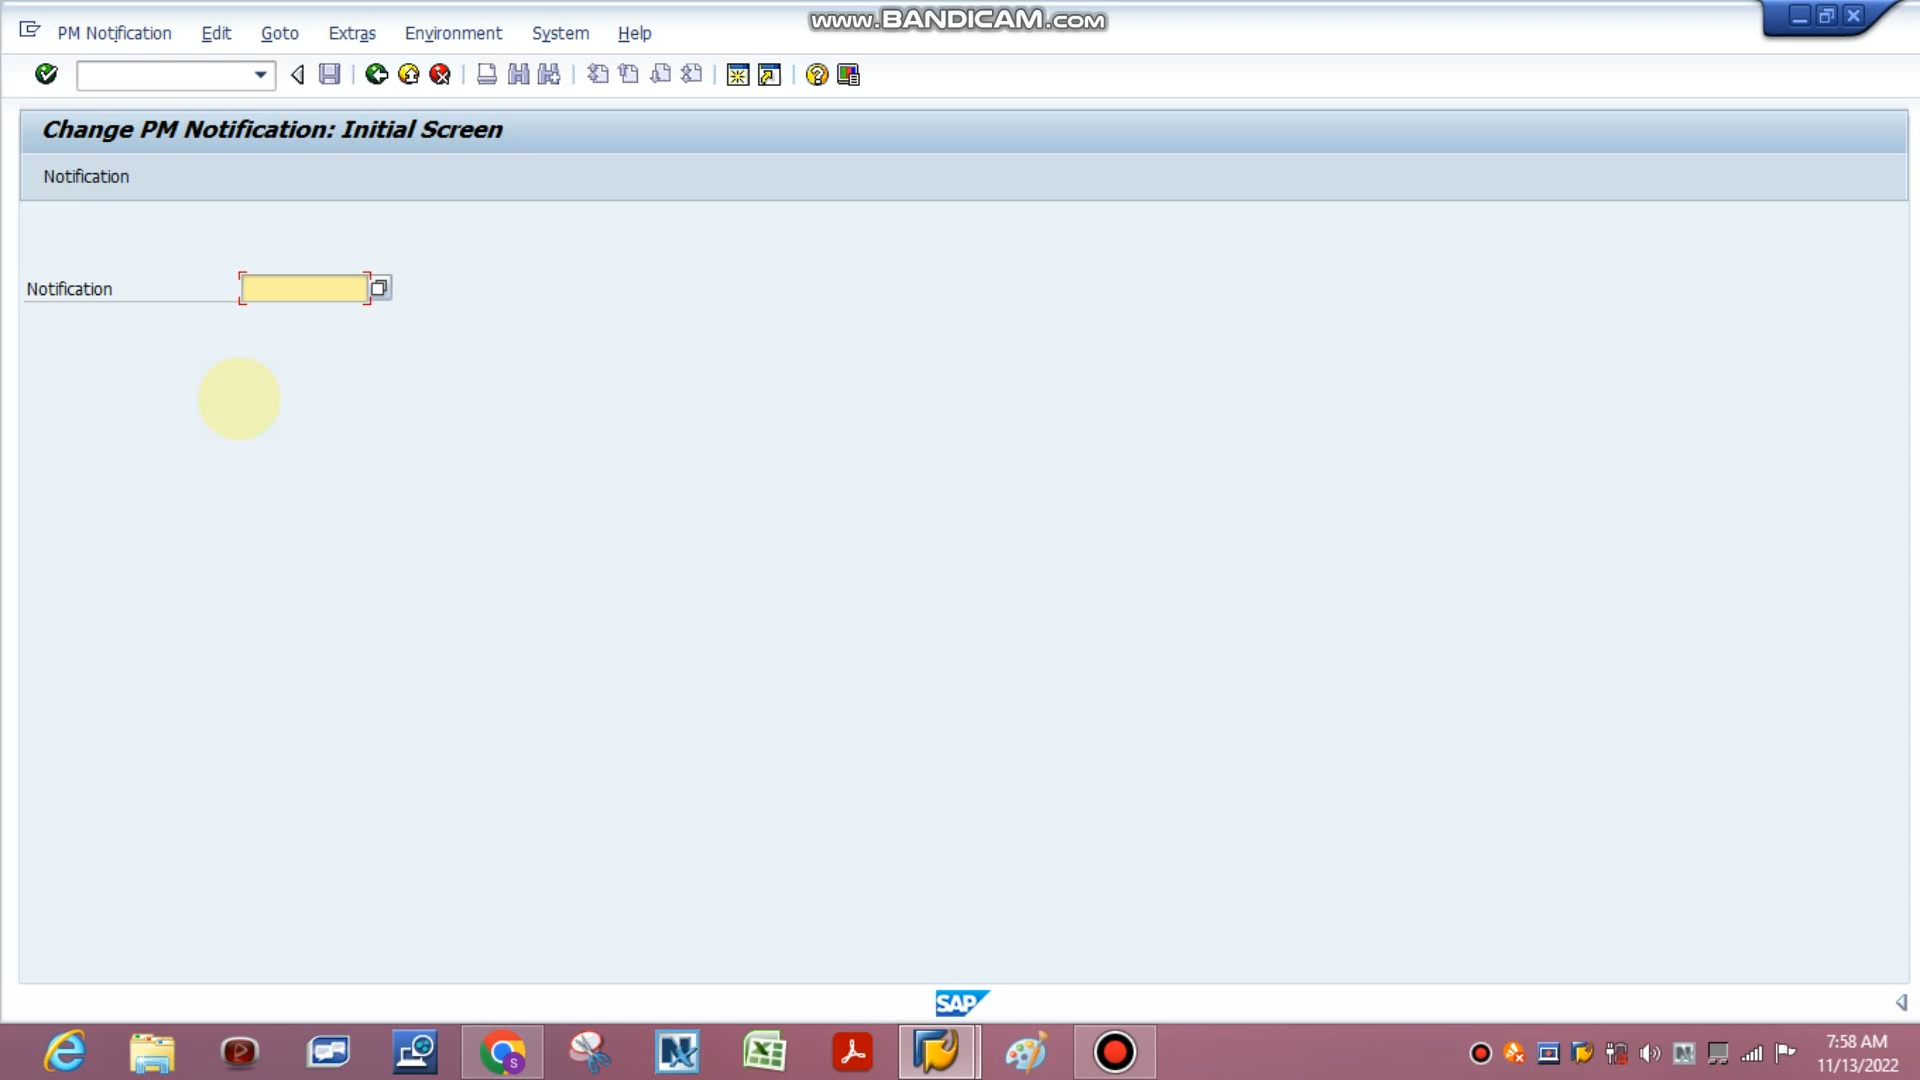 www.BANDICAM.com
PM Notification Edit Goto Extras Environment System Help
Change PM Notification: Initial Screen
Notification
Notification
SAP
S
7:58 AM
11/13/2022